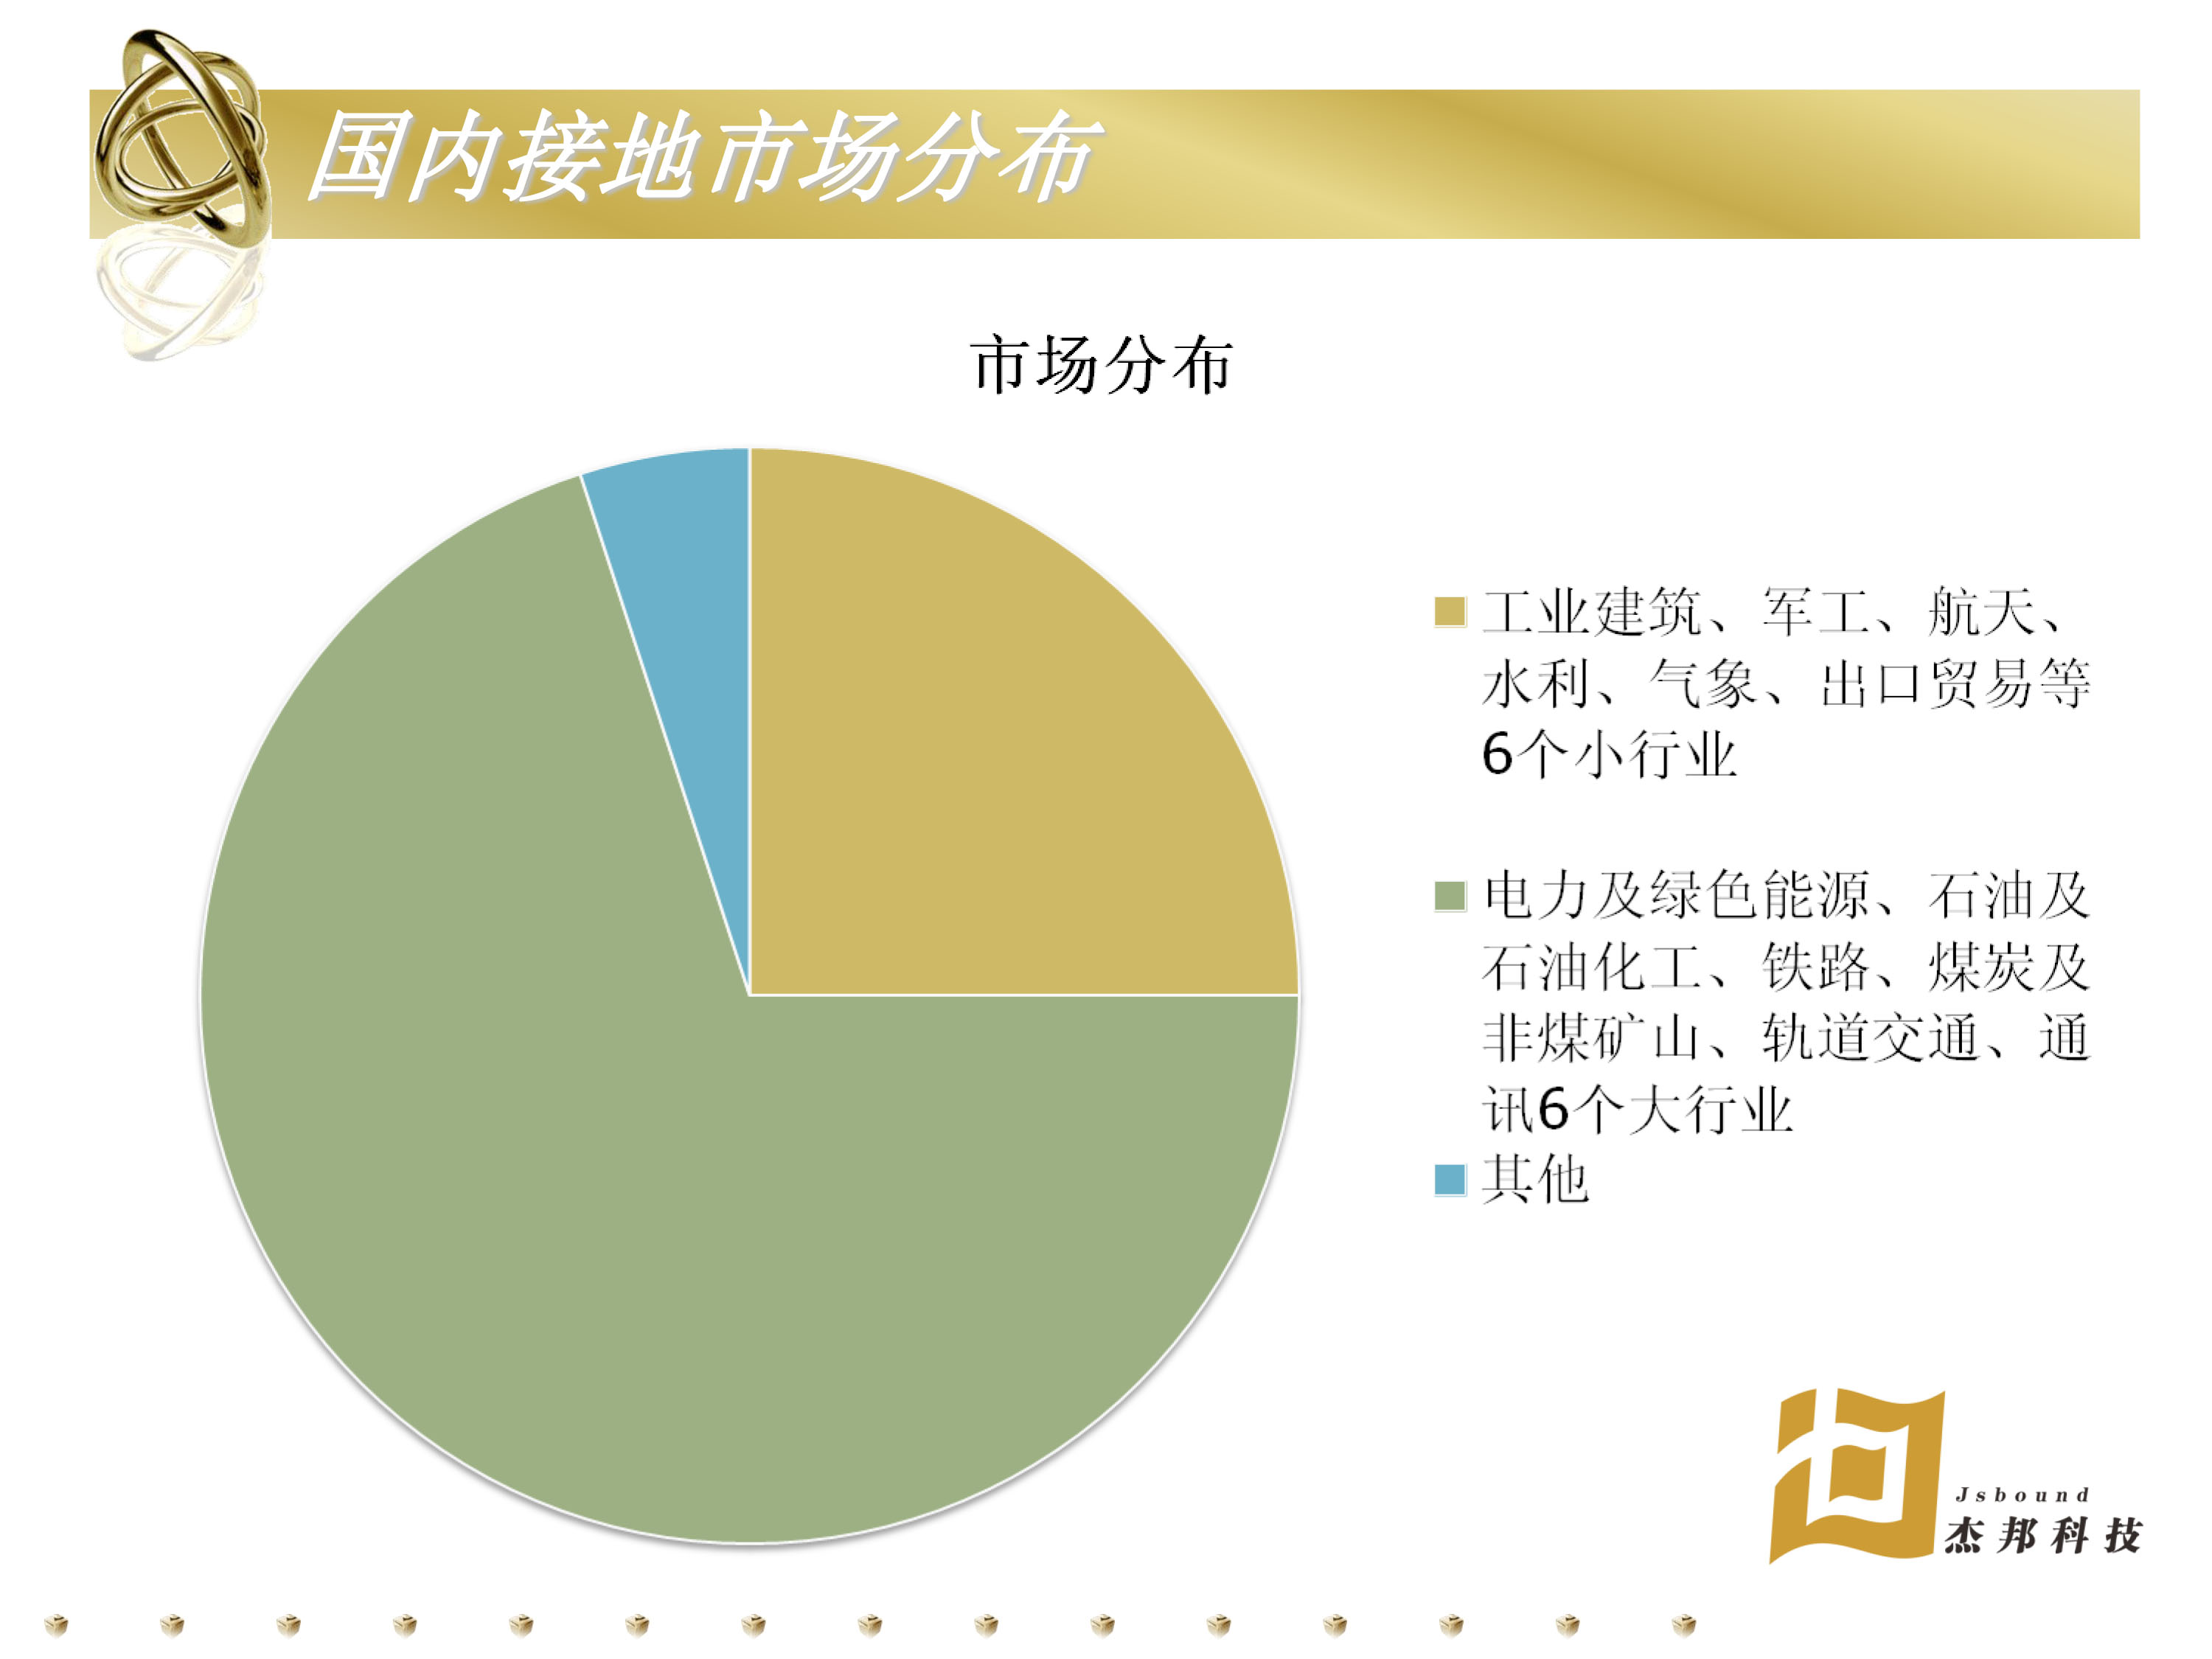 国内接地市场分布
市场分布
工业建筑、军工、航天、
水利、气象、出口贸易等
6个小行业
电力及绿色能源、石油及
石油化工、铁路、煤炭及
非煤矿山、轨道交通、通
讯6个大行业
其他
Jsbound
杰邦科技